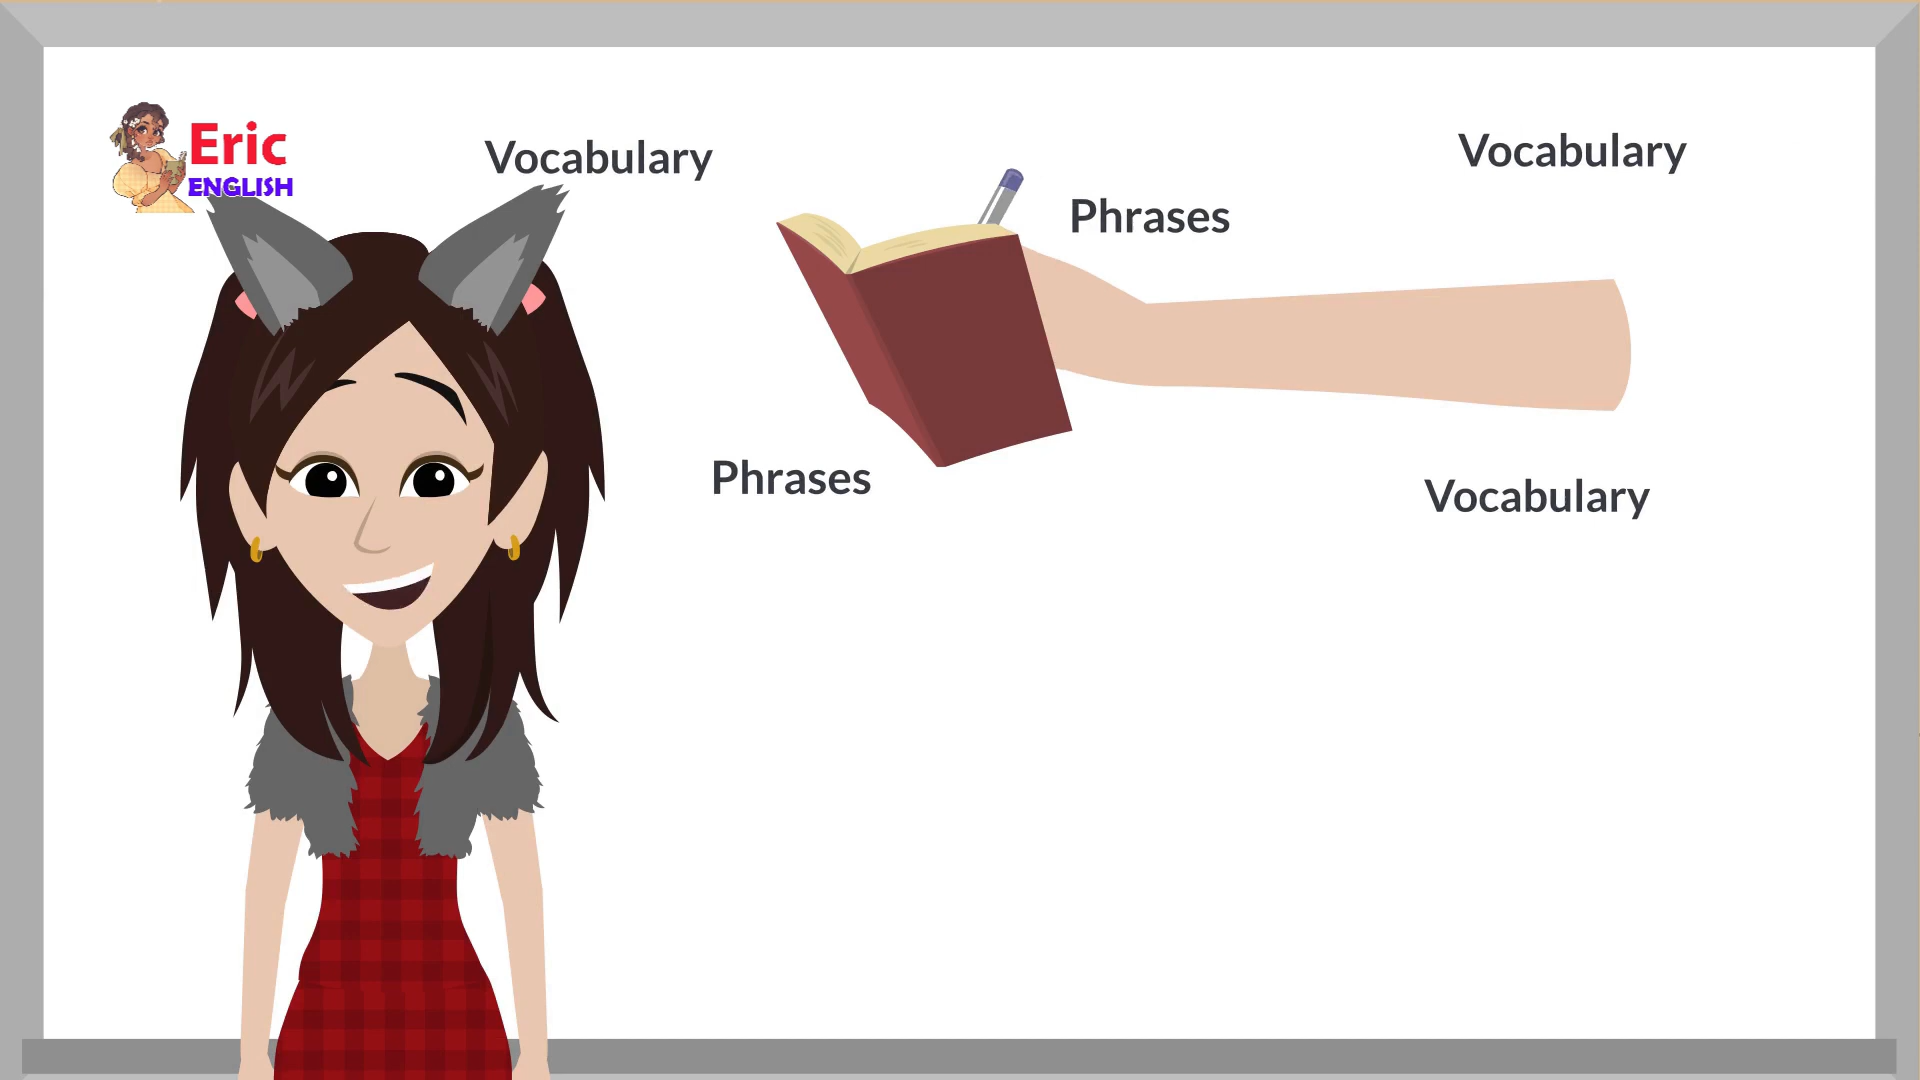 Eric
ENGLISH
Vocabulary
Phrases
Vocabulary
Phrases
Vocabulary